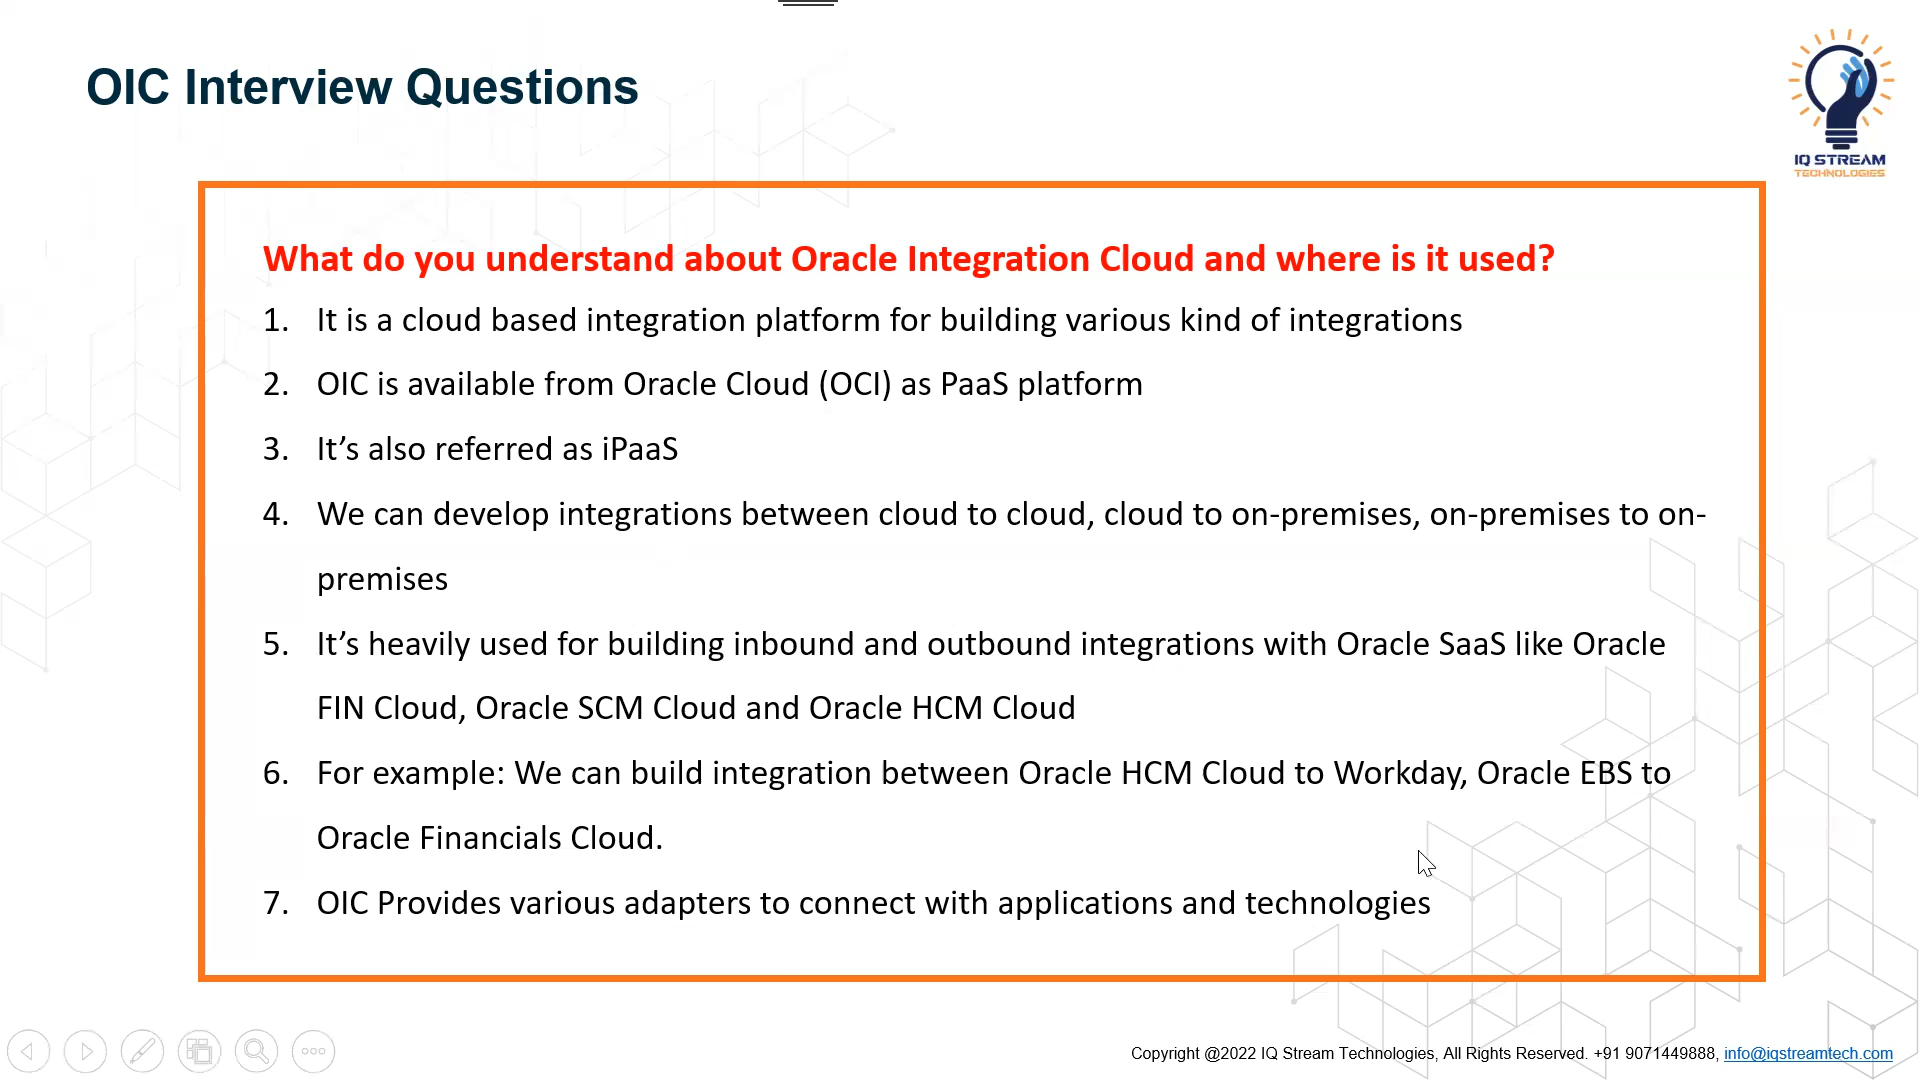 OIC Interview Questions
IQ STREAM
TECHNOLOGIES
What do you understand about Oracle Integration Cloud and where is it used?
1. It is a cloud based integration platform for building various kind of integrations
2. OIC is available from Oracle Cloud (OCI) as PaaS platform
3. It’s also referred as iPaaS
4. We can develop integrations between cloud to cloud, cloud to on-premises, on-premises to on-
premises
5. It’s heavily used for building inbound and outbound integrations with Oracle SaaS like Oracle
FIN Cloud, Oracle SCM Cloud and Oracle HCM Cloud
6. For example: We can build integration between Oracle HCM Cloud to Workday, Oracle EBS to
Oracle Financials Cloud.
7. OIC Provides various adapters to connect with applications and technologies
Copyright @2022 IQ Stream Technologies, All Rights Reserved. +91 9071449888, info@iqstreamtech.com